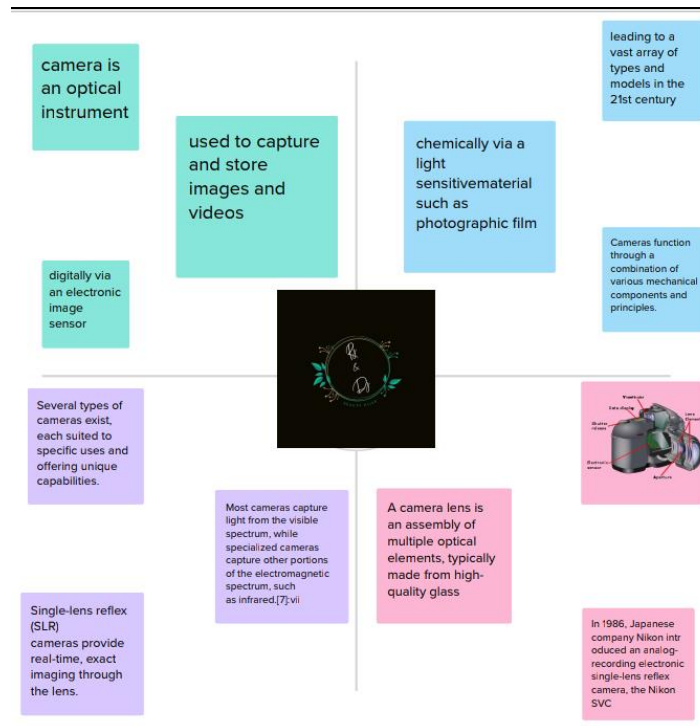 camera is
an optical
instrument
used to capture
and store
images and
videos
digitally via
an electronic
image
sensor
chemically via a
light
sensitivematerial
such as
photographic film
leading to a
vast array of
types and
models in the
21st century
Cameras function
through a
combination of
various mechanical
components and
principles.
Several types of
cameras exist,
each suited to
specific uses and
offering unique
capabilities.
Most cameras capture
light from the visible
spectrum, while
specialized cameras
capture other portions
of the electromagnetic
spectrum, such
as infrared.[7]:vii
Single-lens reflex
(SLR)
cameras provide
real-time, exact
imaging through
the lens.
A camera lens is
an assembly of
multiple optical
elements, typically
made from high-
quality glass
Shutter
release
Aperture
In 1986, Japanese
company Nikon intr
oduced an analog-
recording electronic
single-lens reflex
camera, the Nikon
SVC